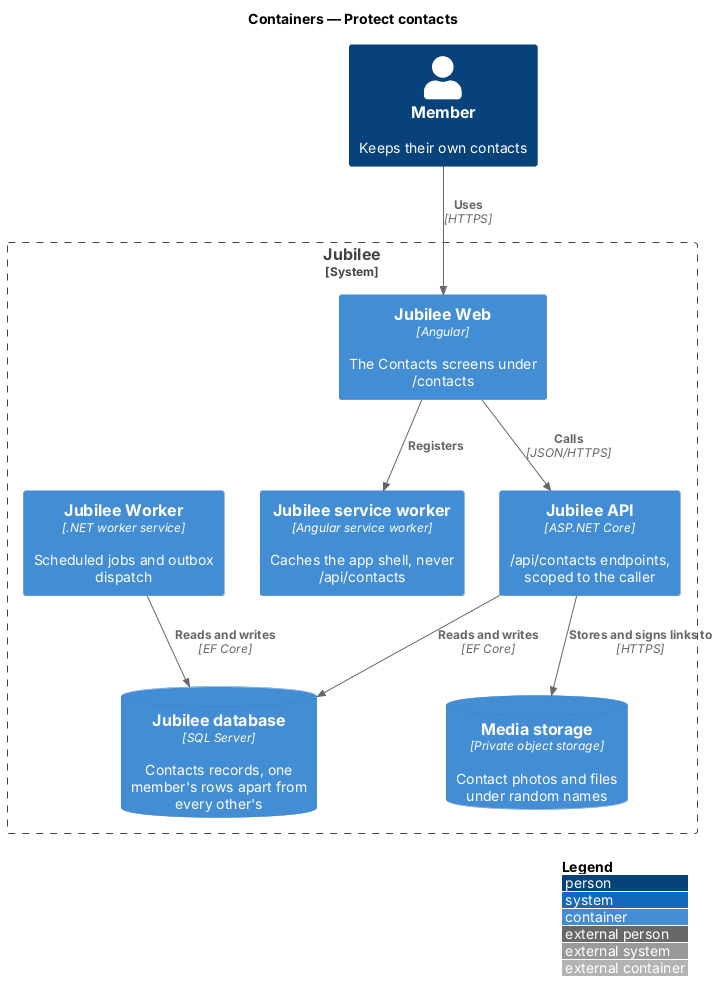 Containers — Protect contacts
Member
Keeps their own contacts
Uses
[HTTPS]
Jubilee
[System]
Jubilee Web
[Angular]
The Contacts screens under
/contacts
Registers
Calls
[JSON/HTTPS]
Jubilee Worker
[.NET worker service]
Scheduled jobs and outbox
dispatch
Jubilee service worker
[Angular service worker]
Caches the app shell, never
/api/contacts
Jubilee API
[ASP.NET Core]
/api/contacts endpoints,
scoped to the caller
Reads and writes
[EF Core]
Reads and writes
[EF Core]
Stores and signs links to
[HTTPS]
Jubilee database
[SQL Server]
Contacts records, one
member's rows apart from
every other's
Media storage
[Private object storage]
Contact photos and files
under random names
Legend
person
system
container
external person
external system
external container